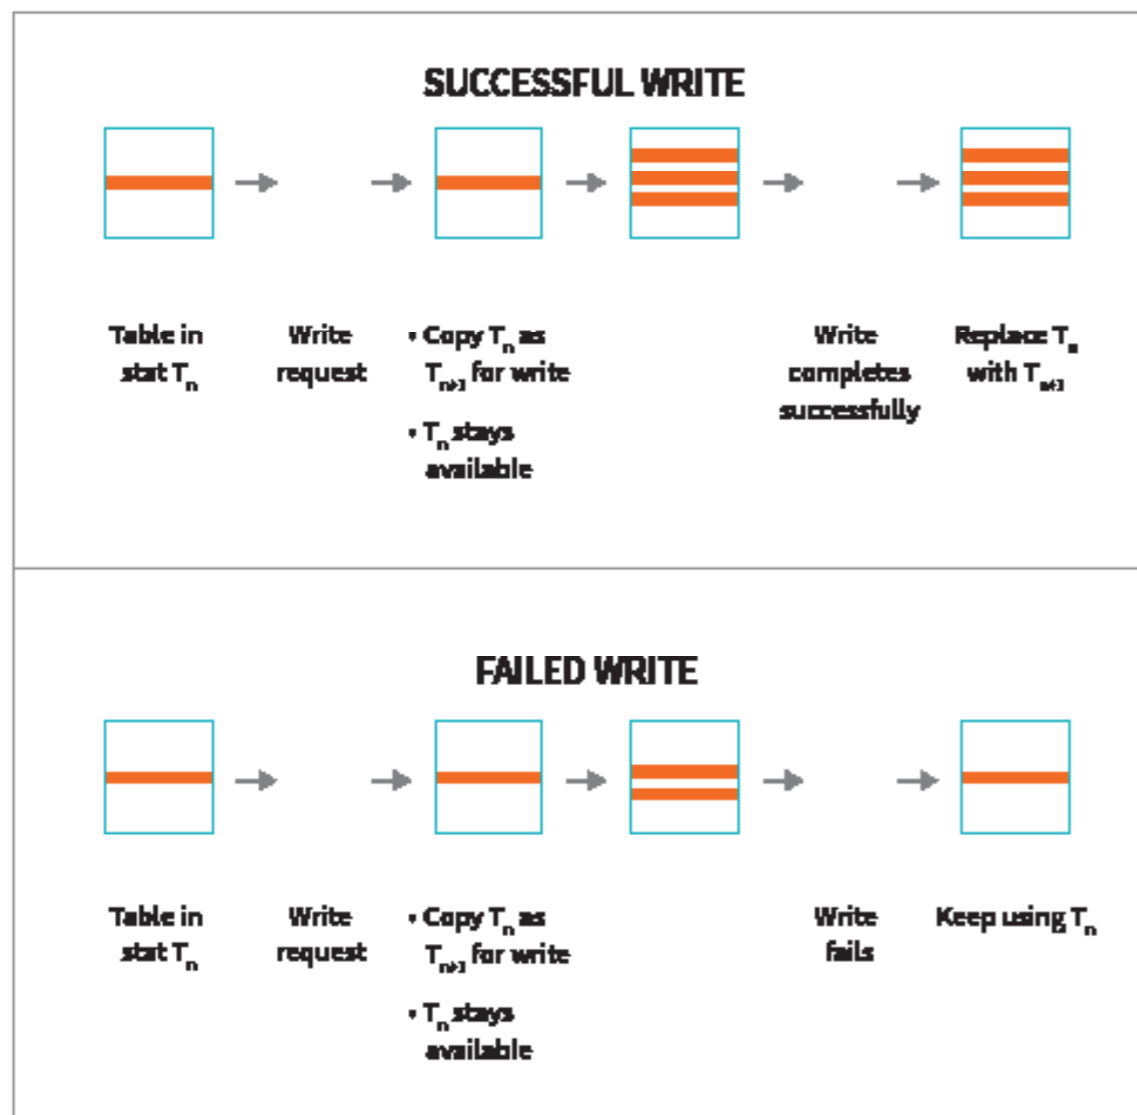 SUCCESSFUL WRITE
Table in
stat Tn
Write
request
• Copy Tn as
Tn+1 for write
• Tn stays
available
Write
completes
successfully
Replace Tn
with Tn+1
FAILED WRITE
Table in
stat Tn
Write
request
• Copy Tn as
Tn+1 for write
• Tn stays
available
Write
fails
Keep using Tn